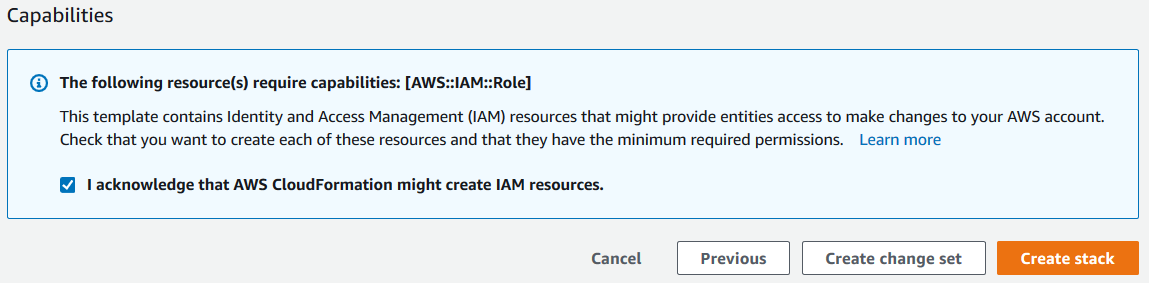 Capabilities
The following resource(s) require capabilities: [AWS::IAM::Role]
This template contains Identity and Access Management (IAM) resources that might provide entities access to make changes to your AWS account.
Check that you want to create each of these resources and that they have the minimum required permissions. Learn more
I acknowledge that AWS CloudFormation might create IAM resources.
Cancel Previous Create change set Create stack